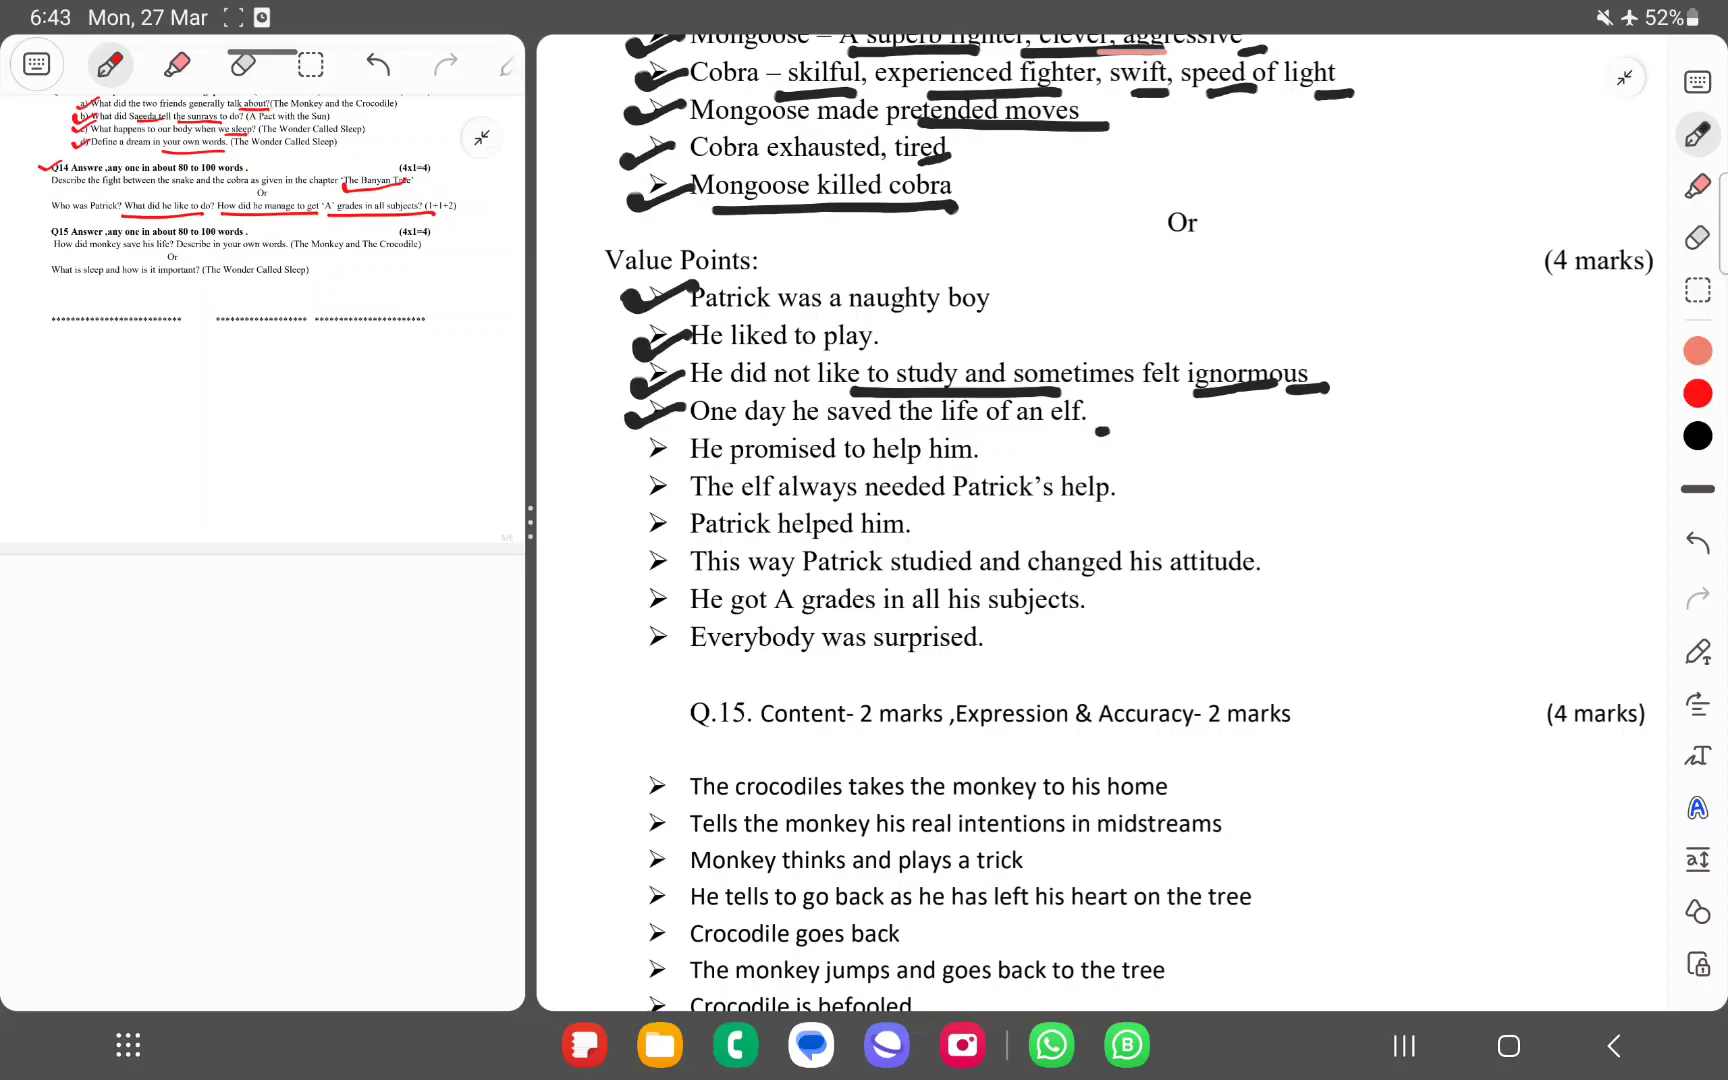 6:43 Mon, 27 Mar
52%
a) What did the two friends generally talk about?(The Monkey and the Crocodile)
b) What did Saeeda tell the sunrays to do? (A Pact with the Sun)
c) What happens to our body when we sleep? (The Wonder Called Sleep)
d) Define a dream in your own words. (The Wonder Called Sleep)
Q14 Answre ,any one in about 80 to 100 words . (4x1=4)
Describe the fight between the snake and the cobra as given in the chapter 'The Banyan Tree'
Or
Who was Patrick? What did he like to do? How did he manage to get 'A' grades in all subjects? (1+1+2)
Q15 Answer ,any one in about 80 to 100 words . (4x1=4)
How did monkey save his life? Describe in your own words. (The Monkey and The Crocodile)
Or
What is sleep and how is it important? (The Wonder Called Sleep)
*************************** ******************* ***********************
5/6
Mongoose – A superb fighter, clever, aggressive
➢ Cobra – skilful, experienced fighter, swift, speed of light
Mongoose made pretended moves
Cobra exhausted, tired
➢ Mongoose killed cobra
Or
Value Points: (4 marks)
➢ Patrick was a naughty boy
➢ He liked to play.
➢ He did not like to study and sometimes felt ignormous
➢ One day he saved the life of an elf.
➢ He promised to help him.
➢ The elf always needed Patrick's help.
➢ Patrick helped him.
➢ This way Patrick studied and changed his attitude.
➢ He got A grades in all his subjects.
➢ Everybody was surprised.
Q.15. Content- 2 marks ,Expression & Accuracy- 2 marks (4 marks)
➢ The crocodiles takes the monkey to his home
➢ Tells the monkey his real intentions in midstreams
➢ Monkey thinks and plays a trick
➢ He tells to go back as he has left his heart on the tree
➢ Crocodile goes back
➢ The monkey jumps and goes back to the tree
➢ Crocodile is befooled